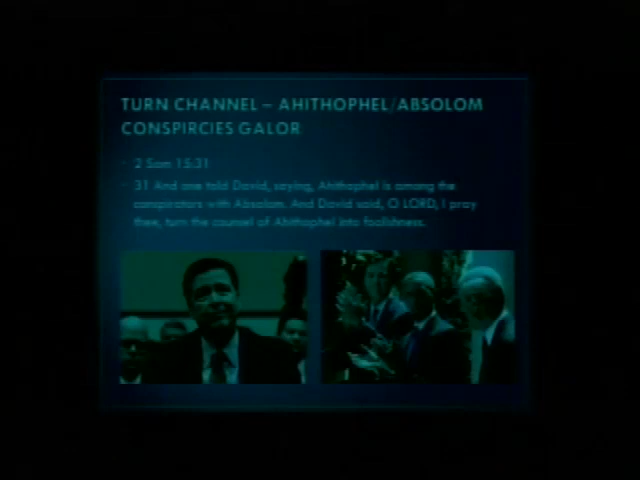 TURN CHANNEL – AHITHOPHEL/ABSOLOM
CONSPIRCIES GALOR
2 Sam 15:31
31 And one told David, saying, Ahithophel is among the
conspirators with Absalom. And David said, O LORD, I pray
thee, turn the counsel of Ahithophel into foolishness.